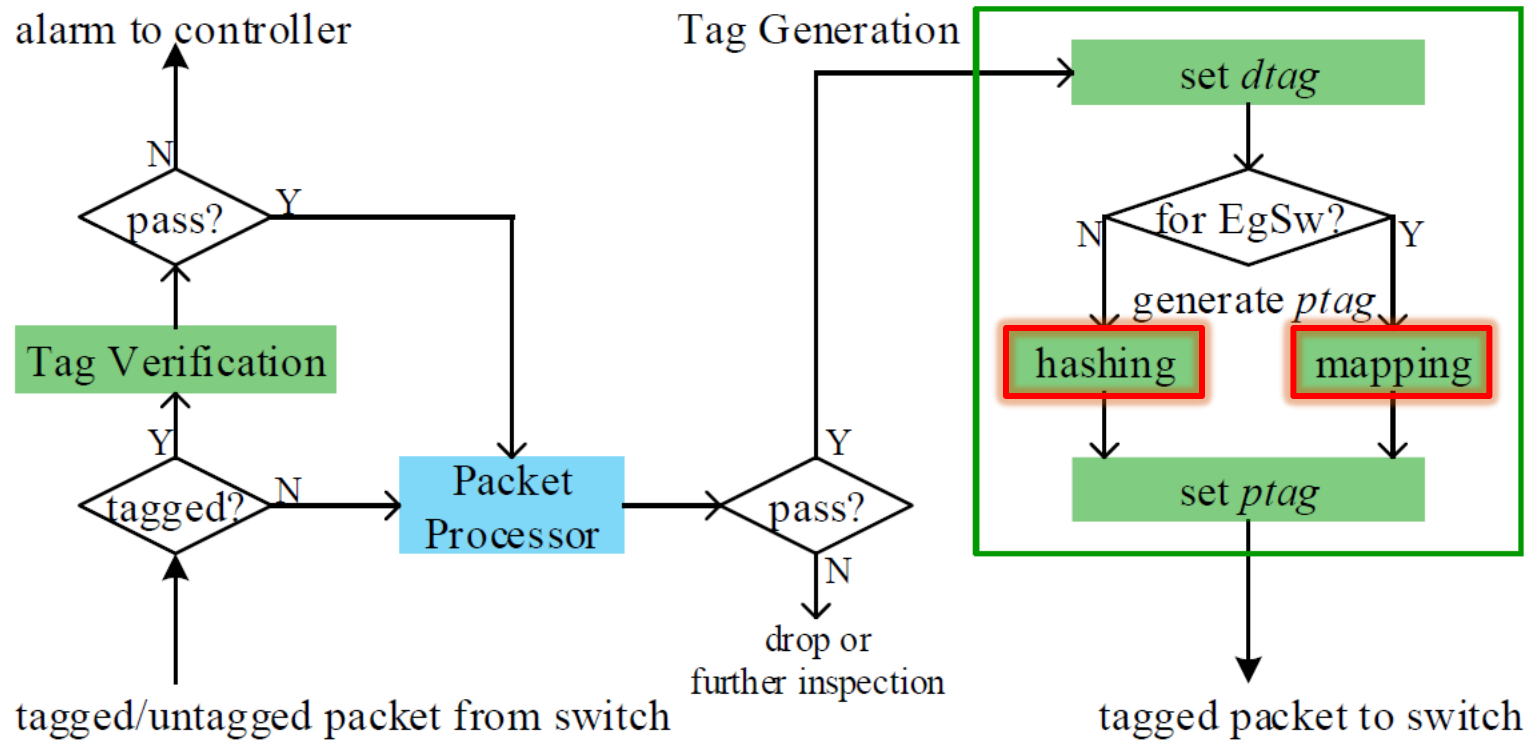 alarm to controller
N
pass?
Y
Tag Verification
Y
tagged?
N
tagged/untagged packet from switch
Packet
Processor
pass?
Y
N
drop or
further inspection
Tag Generation
set dtag
for EgSw?
N
Y
generate ptag
hashing
mapping
set ptag
tagged packet to switch